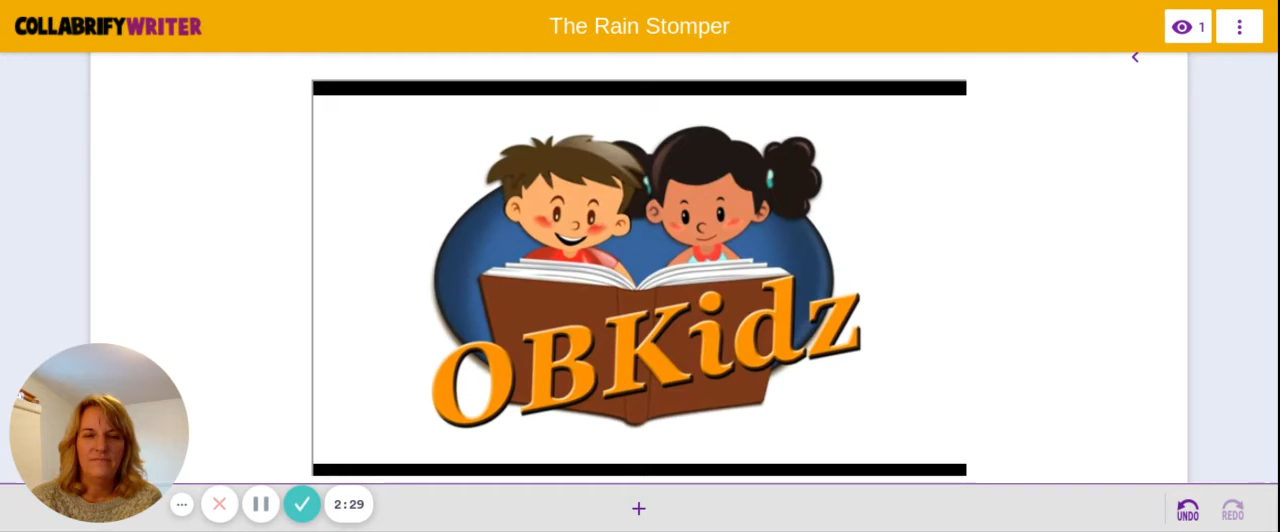 COLLABRIFYWRITER
The Rain Stomper
1
OBKidz
2:29
UNDO
REDO